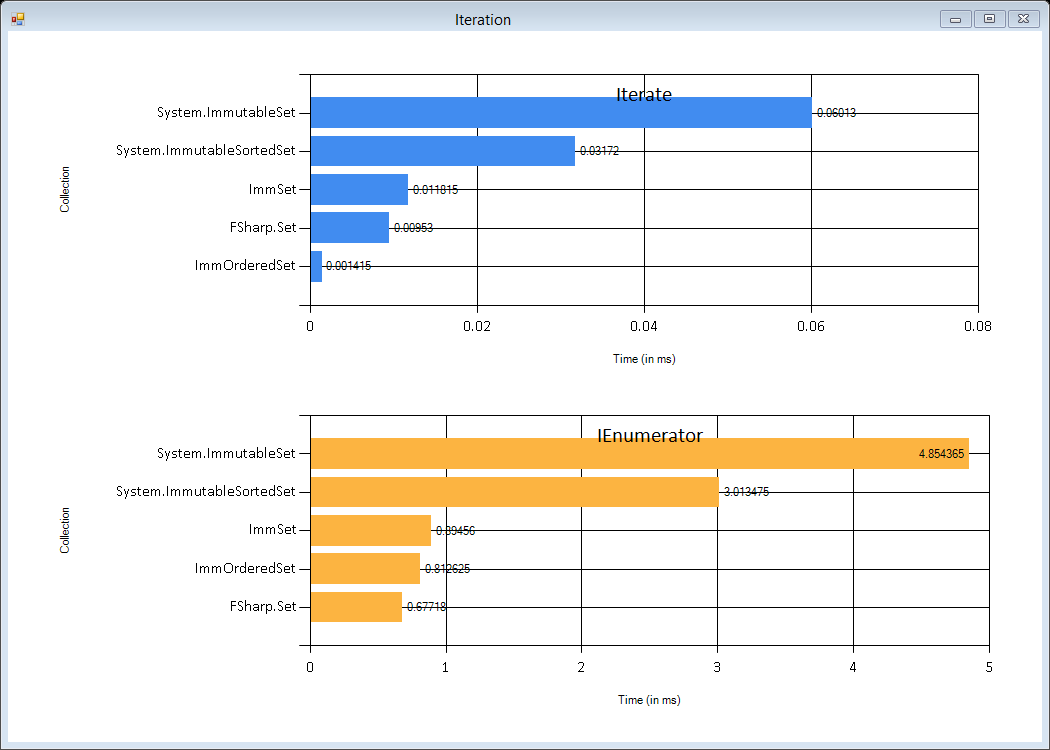 Iteration
Iterate
System.ImmutableSet
0.06013
System.ImmutableSortedSet
0.03172
ImmSet
0.011815
FSharp.Set
0.00953
ImmOrderedSet
0.001415
Collection
0 0.02 0.04 0.06 0.08
Time (in ms)
IEnumerator
System.ImmutableSet
4.854365
System.ImmutableSortedSet
3.013475
ImmSet
0.89456
ImmOrderedSet
0.812625
FSharp.Set
0.67718
Collection
0 1 2 3 4 5
Time (in ms)